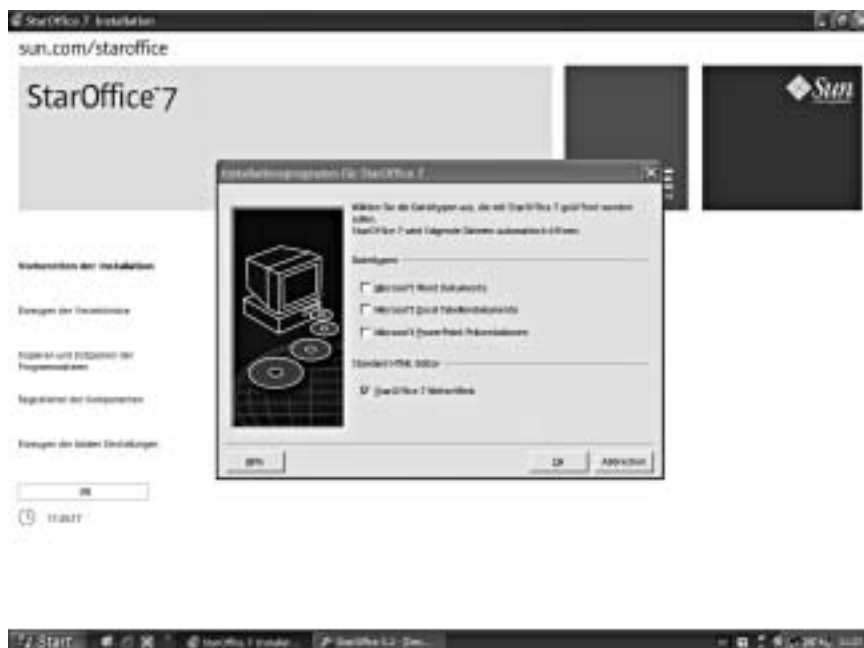 StarOffice 7 Installation
sun.com/staroffice
StarOffice 7
Sun
Installationsprogramm für StarOffice 7
Wählen Sie die Dateitypen aus, die mit StarOffice 7 geöffnet werden
sollen.
StarOffice 7 wird folgende Dateien automatisch öffnen:
Dateitypen
Microsoft Word Dokumente
Microsoft Excel Tabellendokumente
Microsoft PowerPoint Präsentationen
Standard HTML Editor
StarOffice 7 Writer/Web
Vorbereiten der Installation
Erzeugen der Verzeichnisse
Kopieren und Entpacken der
Programmdateien
Registrieren der Komponenten
Erzeugen der lokalen Einstellungen
Hilfe
OK
Abbrechen
Start